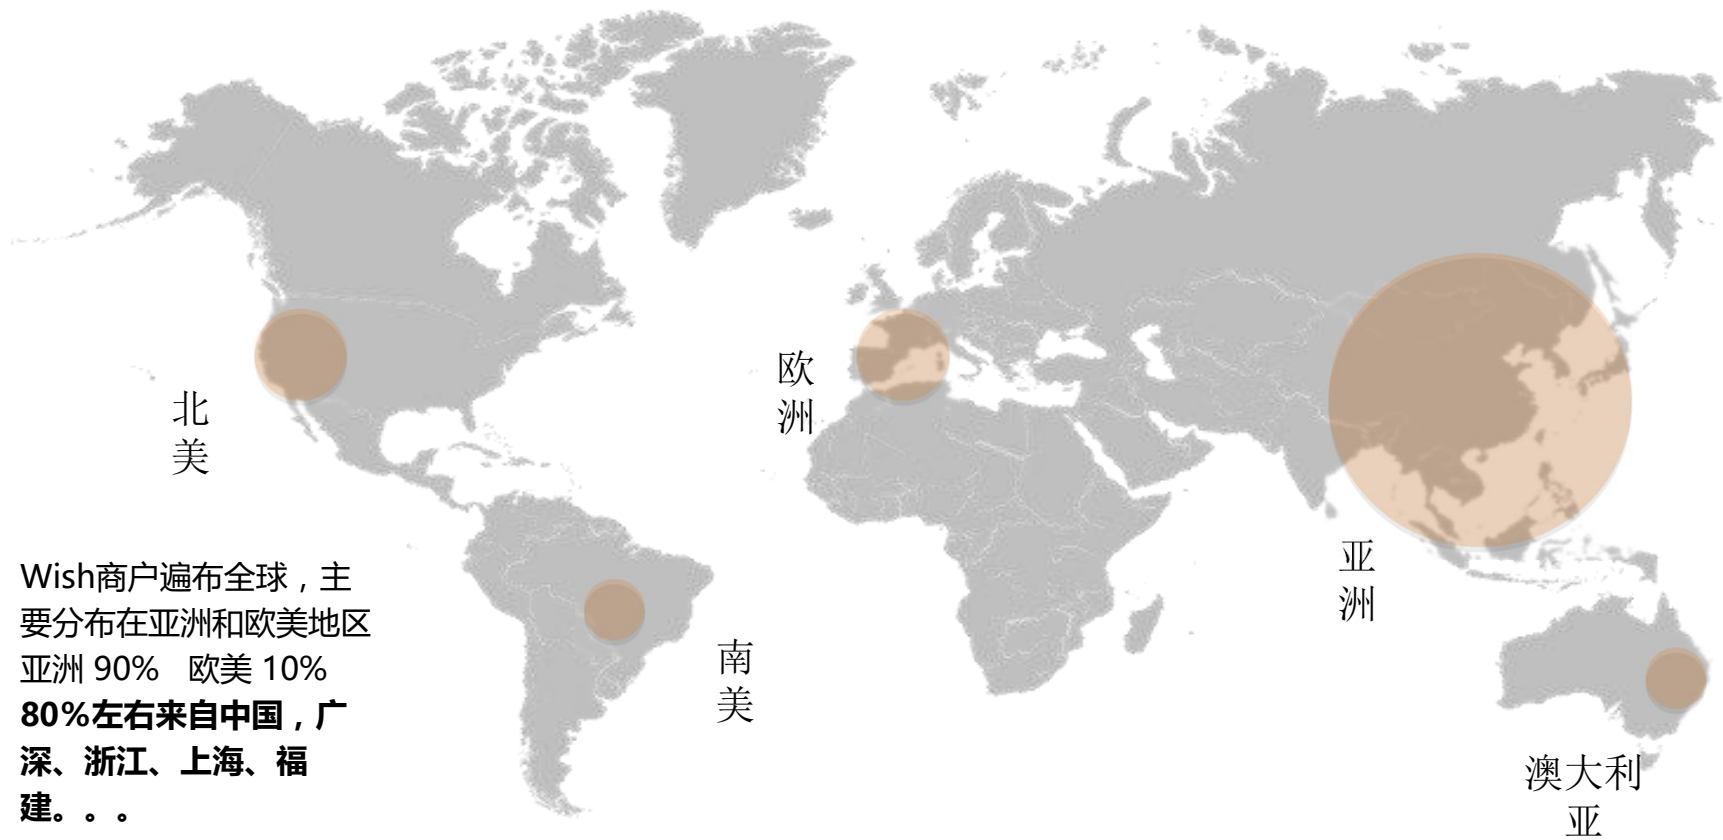 北
美
欧
洲
亚
洲
南
美
澳大利
亚
Wish商户遍布全球，主
要分布在亚洲和欧美地区
亚洲 90% 欧美 10%
80%左右来自中国，广
深、浙江、上海、福
建。。。